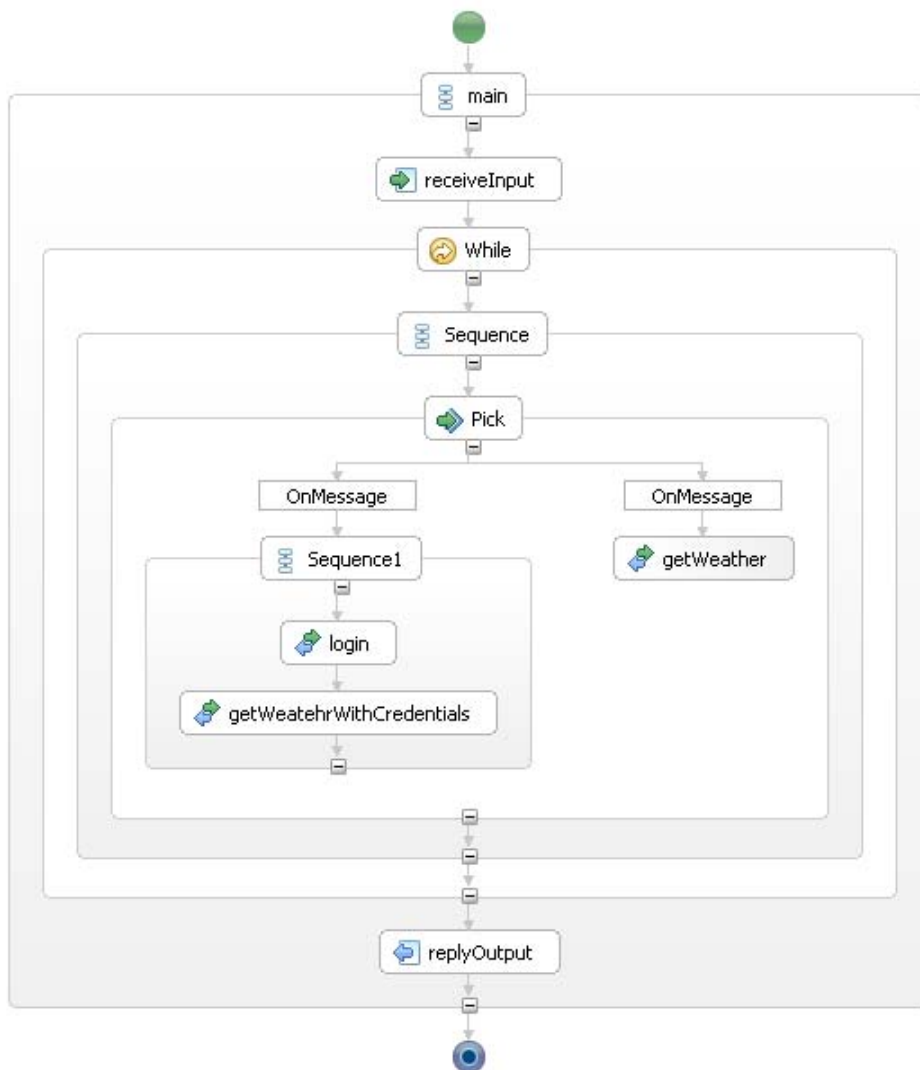 main
receiveInput
While
Sequence
Pick
OnMessage
OnMessage
Sequence1
getWeather
login
getWeatehrWithCredentials
replyOutput